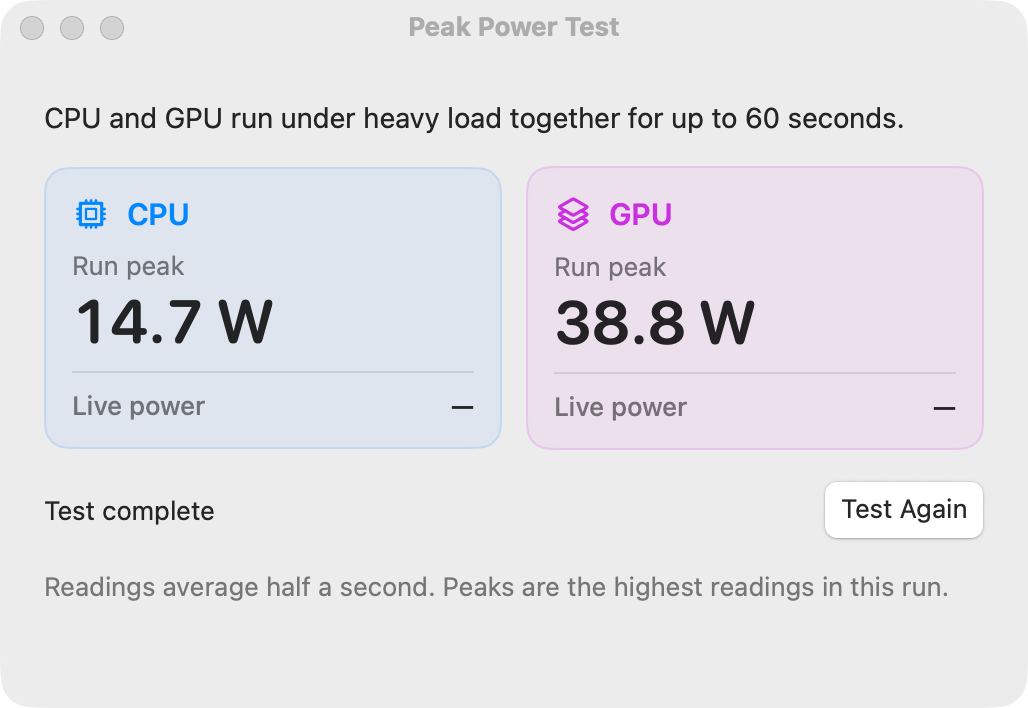 Peak Power Test
CPU and GPU run under heavy load together for up to 60 seconds.
CPU
Run peak
14.7 W
Live power
—
GPU
Run peak
38.8 W
Live power
—
Test complete
Test Again
Readings average half a second. Peaks are the highest readings in this run.